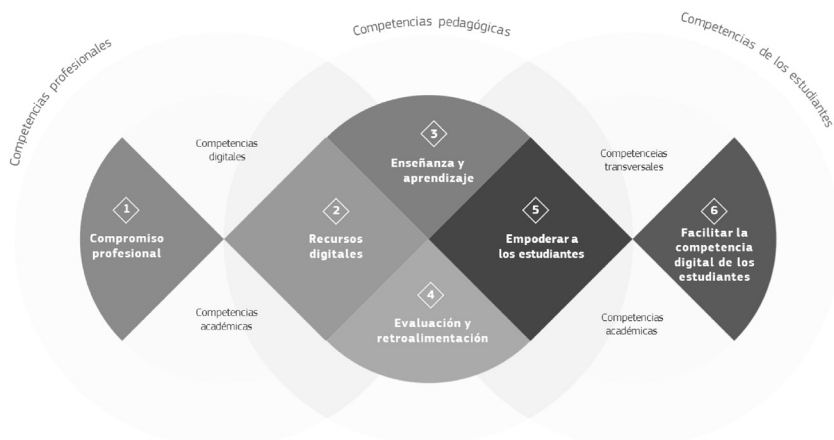 Competencias profesionales
Competencias pedagógicas
Competencias de los estudiantes
Competencias
digitales
3
Enseñanza y
aprendizaje
Competenceias
transversales
1
Compromiso
profesional
2
Recursos
digitales
5
Empoderar a
los estudiantes
6
Facilitar la
competencia
digital de los
estudiantes
Competencias
académicas
4
Evaluación y
retroalimentación
Competencias
académicas